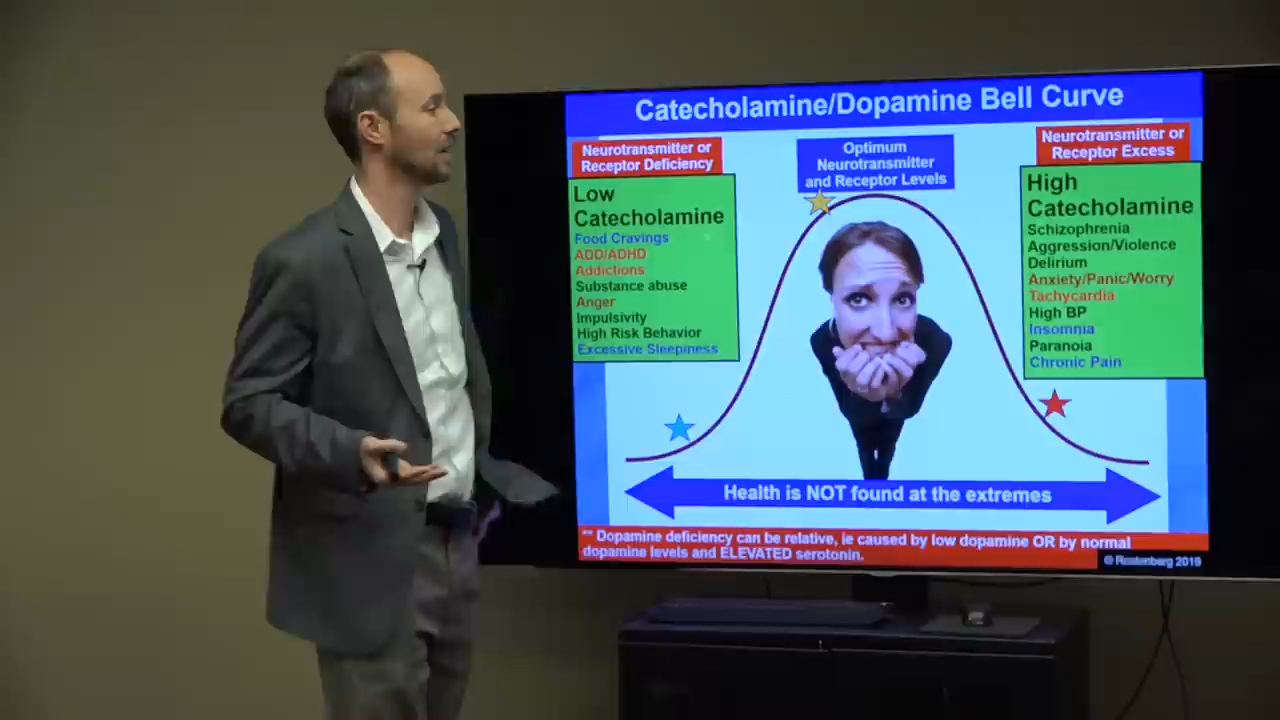 Catecholamine/Dopamine Bell Curve
Neurotransmitter or
Receptor Deficiency
Low
Catecholamine
Food Cravings
ADD/ADHD
Addictions
Substance abuse
Anger
Impulsivity
High Risk Behavior
Excessive Sleepiness
Optimum
Neurotransmitter
and Receptor Levels
Neurotransmitter or
Receptor Excess
High
Catecholamine
Schizophrenia
Aggression/Violence
Delirium
Anxiety/Panic/Worry
Tachycardia
High BP
Insomnia
Paranoia
Chronic Pain
Health is NOT found at the extremes
** Dopamine deficiency can be relative, ie caused by low dopamine OR by normal
dopamine levels and ELEVATED serotonin.
@ Rostenberg 2019